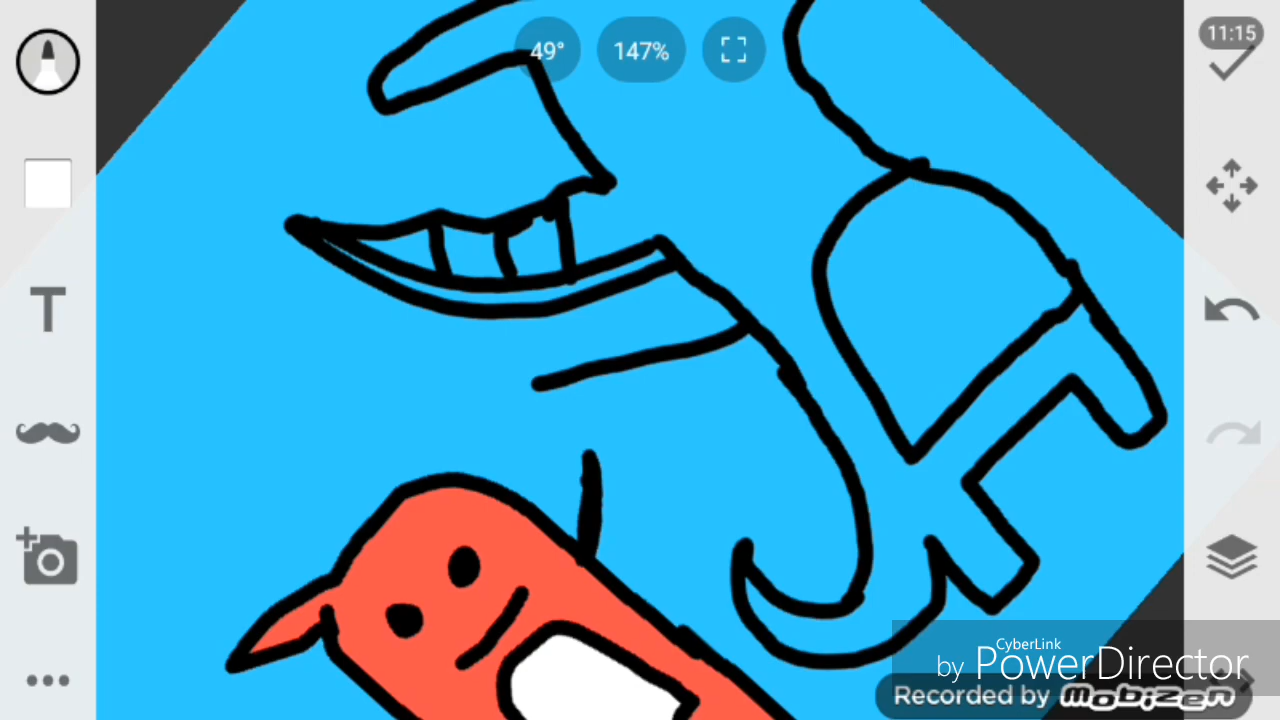 49°
147%
11:15
T
CyberLink
by PowerDirector
Recorded by MOBIZEN